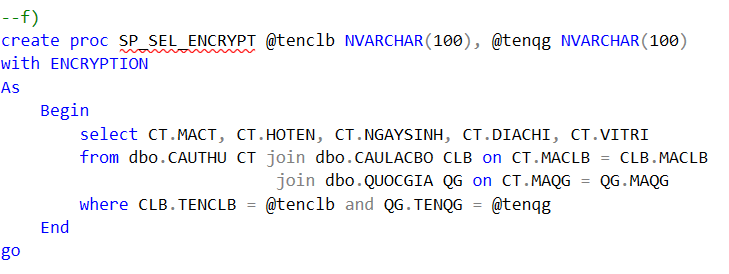 --f)
create proc SP_SEL_ENCRYPT @tenclb NVARCHAR(100), @tenqg NVARCHAR(100)
with ENCRYPTION
As
    Begin
        select CT.MACT, CT.HOTEN, CT.NGAYSINH, CT.DIACHI, CT.VITRI
        from dbo.CAUTHU CT join dbo.CAULACBO CLB on CT.MACLB = CLB.MACLB
                            join dbo.QUOCGIA QG on CT.MAQG = QG.MAQG
        where CLB.TENCLB = @tenclb and QG.TENQG = @tenqg
    End
go